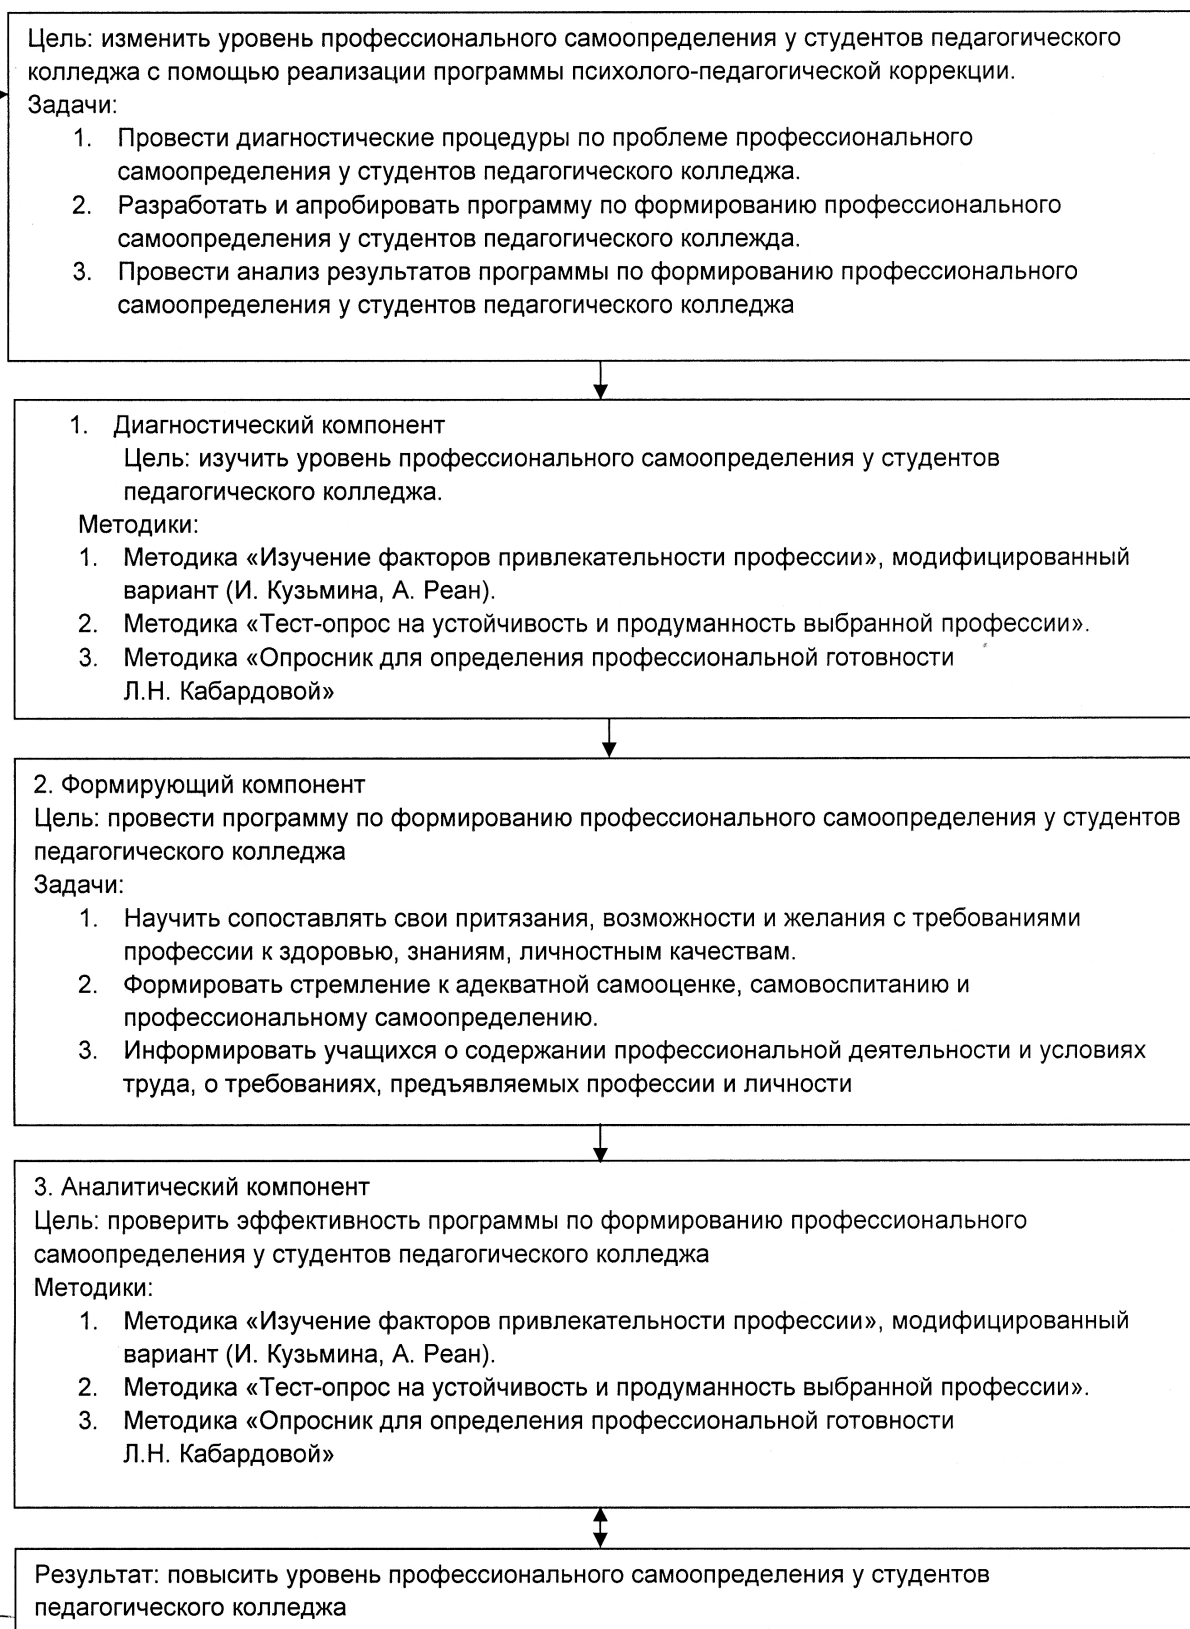 Цель: изменить уровень профессионального самоопределения у студентов педагогического
колледжа с помощью реализации программы психолого-педагогической коррекции.
Задачи:
1. Провести диагностические процедуры по проблеме профессионального
самоопределения у студентов педагогического колледжа.
2. Разработать и апробировать программу по формированию профессионального
самоопределения у студентов педагогического коллежда.
3. Провести анализ результатов программы по формированию профессионального
самоопределения у студентов педагогического колледжа
1. Диагностический компонент
Цель: изучить уровень профессионального самоопределения у студентов
педагогического колледжа.
Методики:
1. Методика «Изучение факторов привлекательности профессии», модифицированный
вариант (И. Кузьмина, А. Реан).
2. Методика «Тест-опрос на устойчивость и продуманность выбранной профессии».
3. Методика «Опросник для определения профессиональной готовности
Л.Н. Кабардовой»
2. Формирующий компонент
Цель: провести программу по формированию профессионального самоопределения у студентов
педагогического колледжа
Задачи:
1. Научить сопоставлять свои притязания, возможности и желания с требованиями
профессии к здоровью, знаниям, личностным качествам.
2. Формировать стремление к адекватной самооценке, самовоспитанию и
профессиональному самоопределению.
3. Информировать учащихся о содержании профессиональной деятельности и условиях
труда, о требованиях, предъявляемых профессии и личности
3. Аналитический компонент
Цель: проверить эффективность программы по формированию профессионального
самоопределения у студентов педагогического колледжа
Методики:
1. Методика «Изучение факторов привлекательности профессии», модифицированный
вариант (И. Кузьмина, А. Реан).
2. Методика «Тест-опрос на устойчивость и продуманность выбранной профессии».
3. Методика «Опросник для определения профессиональной готовности
Л.Н. Кабардовой»
Результат: повысить уровень профессионального самоопределения у студентов
педагогического колледжа